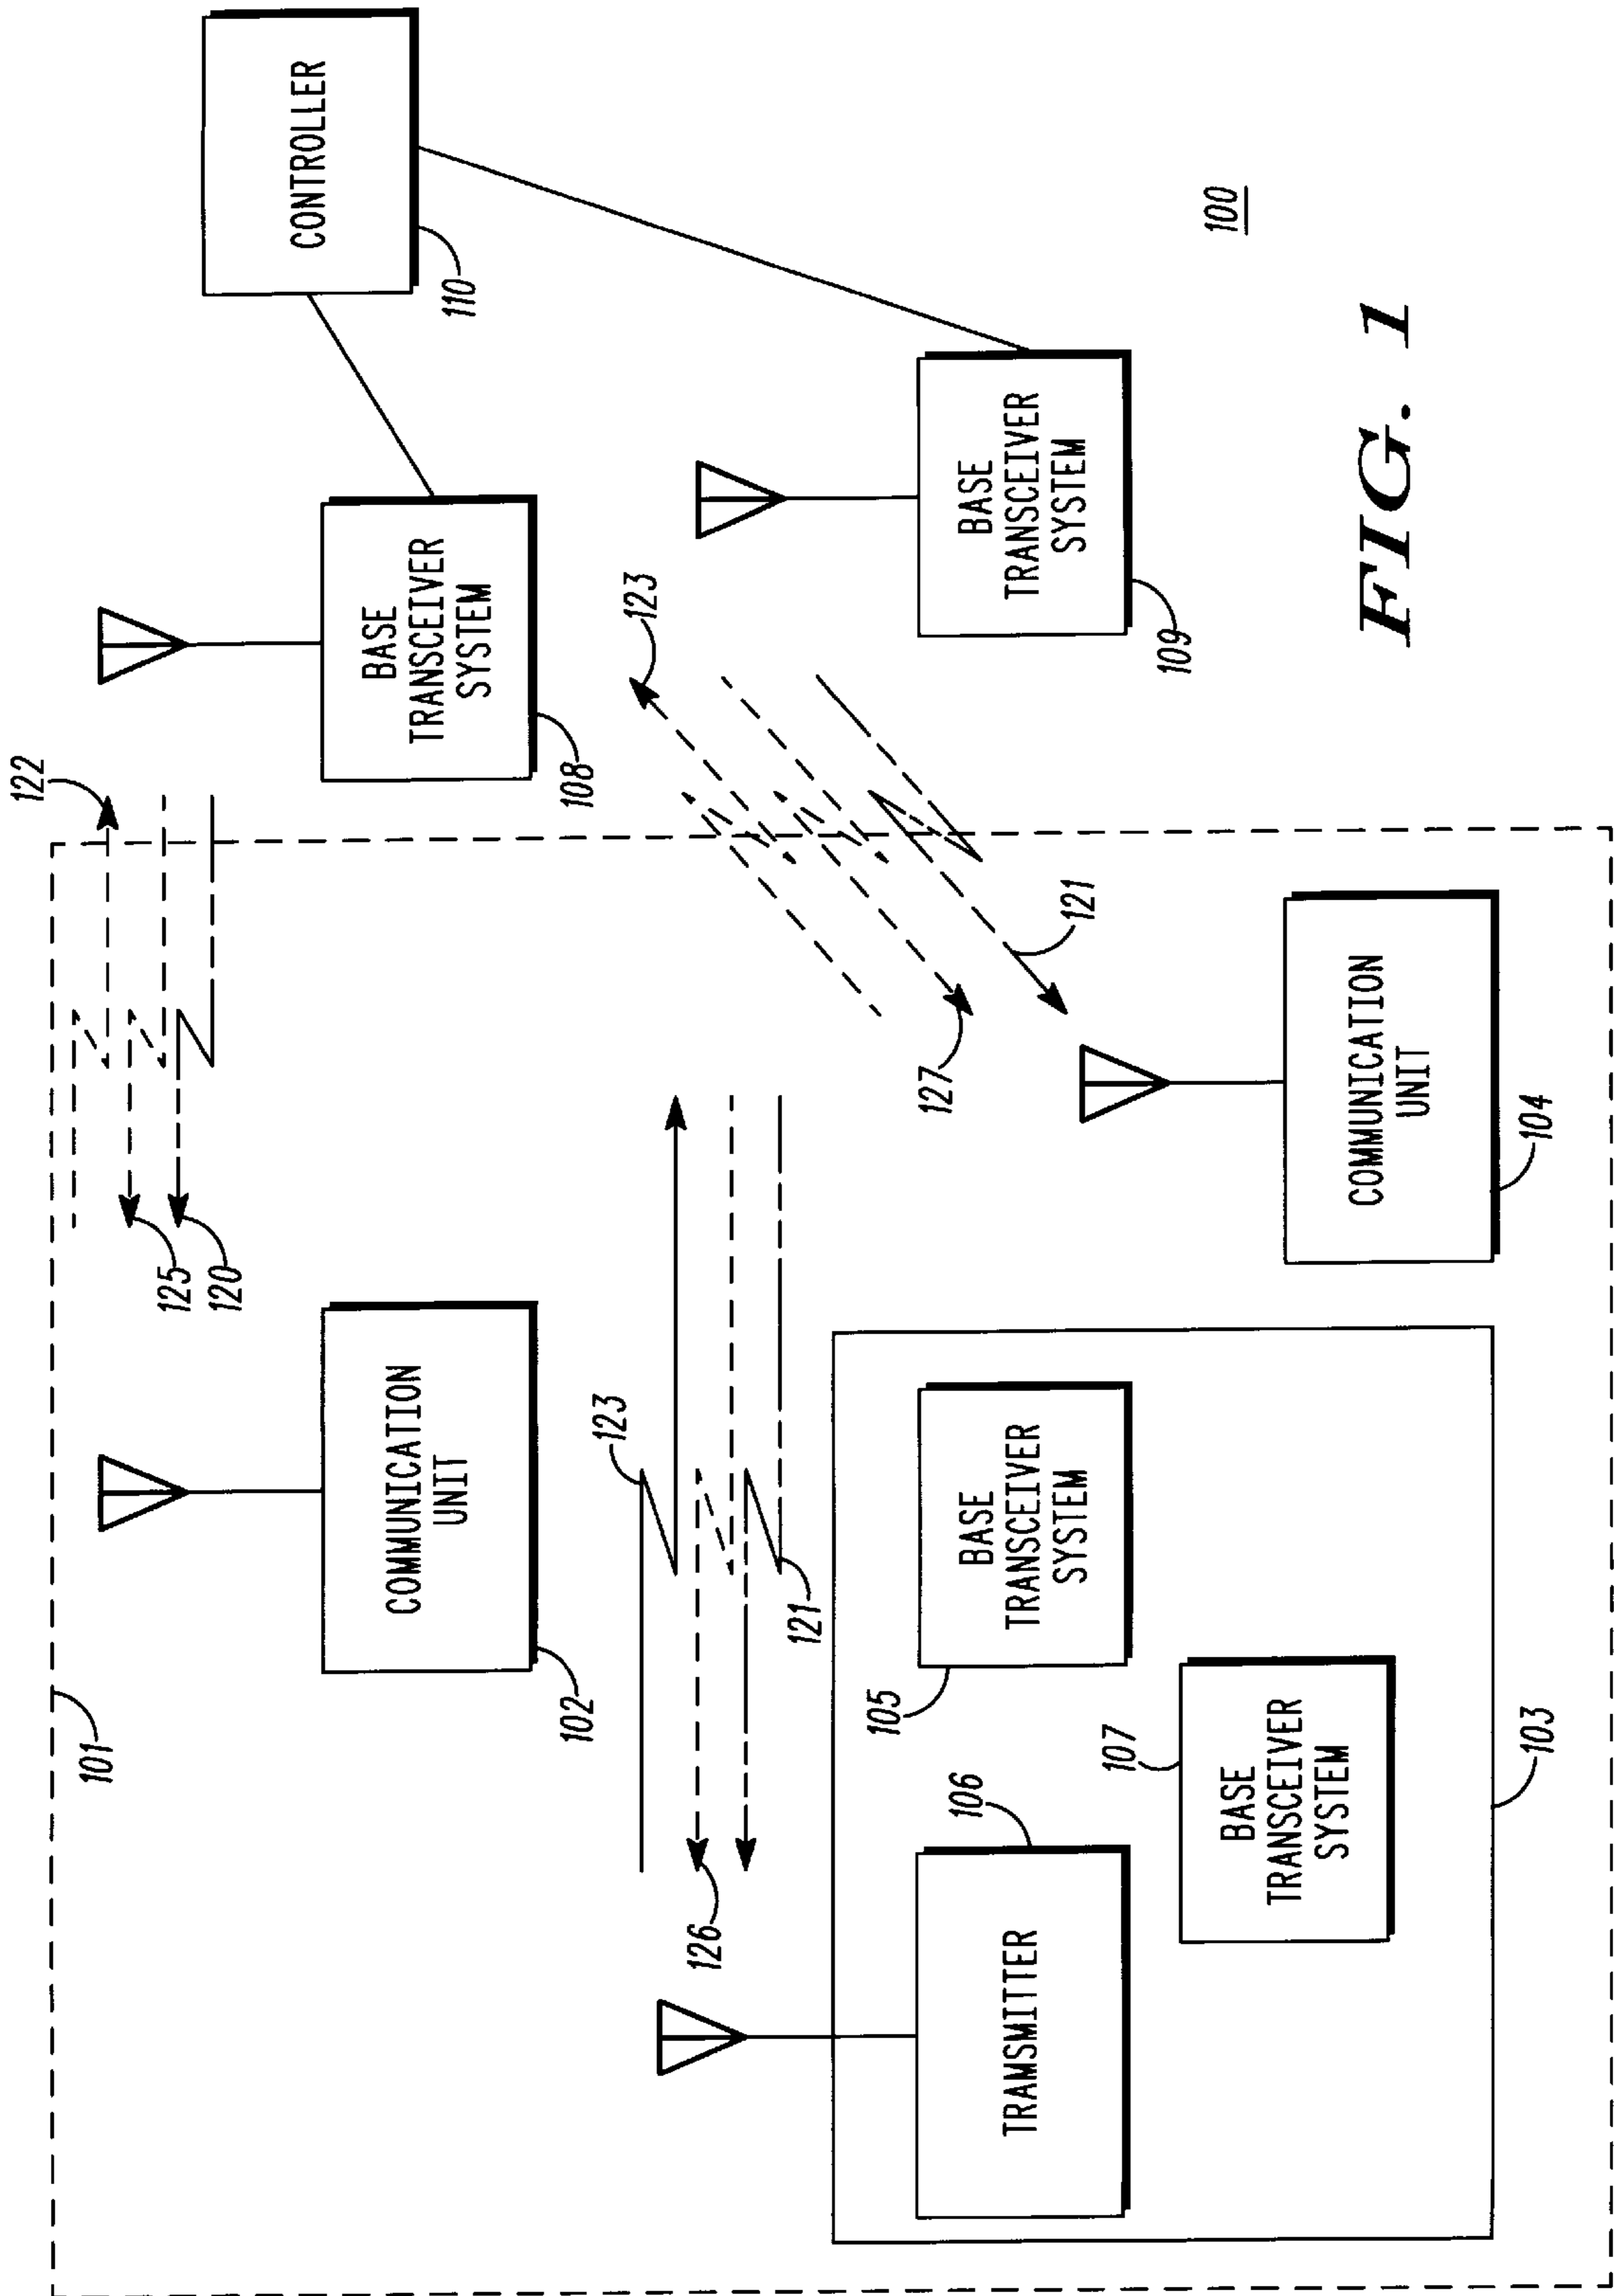 122
101
125
120
CONTROLLER
110
COMMUNICATION
UNIT
102
BASE
TRANSCEIVER
SYSTEM
108
123
123
126
121
105
BASE
TRANSCEIVER
SYSTEM
127
121
BASE
TRANSCEIVER
SYSTEM
109
TRAMSMITTER
106
107
BASE
TRANSCEIVER
SYSTEM
COMMUNICATION
UNIT
104
103
100
FIG. 1